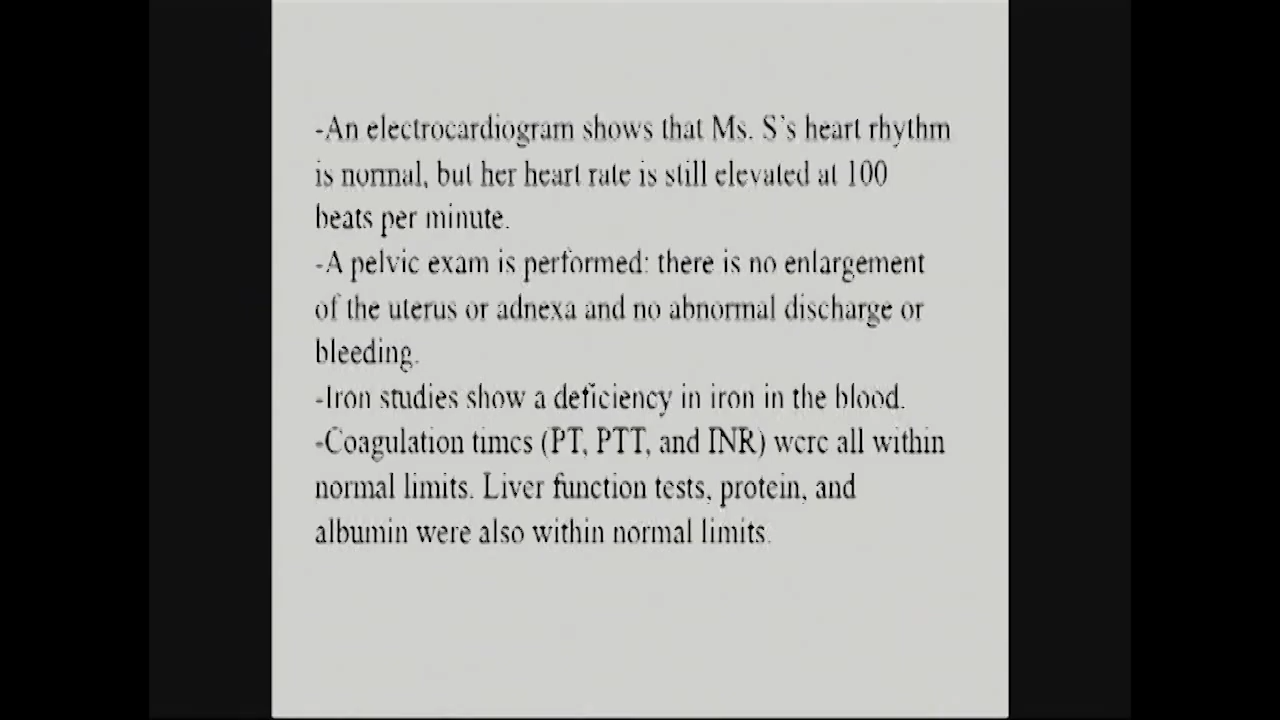 -An electrocardiogram shows that Ms. S's heart rhythm
is normal, but her heart rate is still elevated at 100
beats per minute.
-A pelvic exam is performed: there is no enlargement
of the uterus or adnexa and no abnormal discharge or
bleeding.
-Iron studies show a deficiency in iron in the blood.
-Coagulation times (PT, PTT, and INR) were all within
normal limits. Liver function tests, protein, and
albumin were also within normal limits.